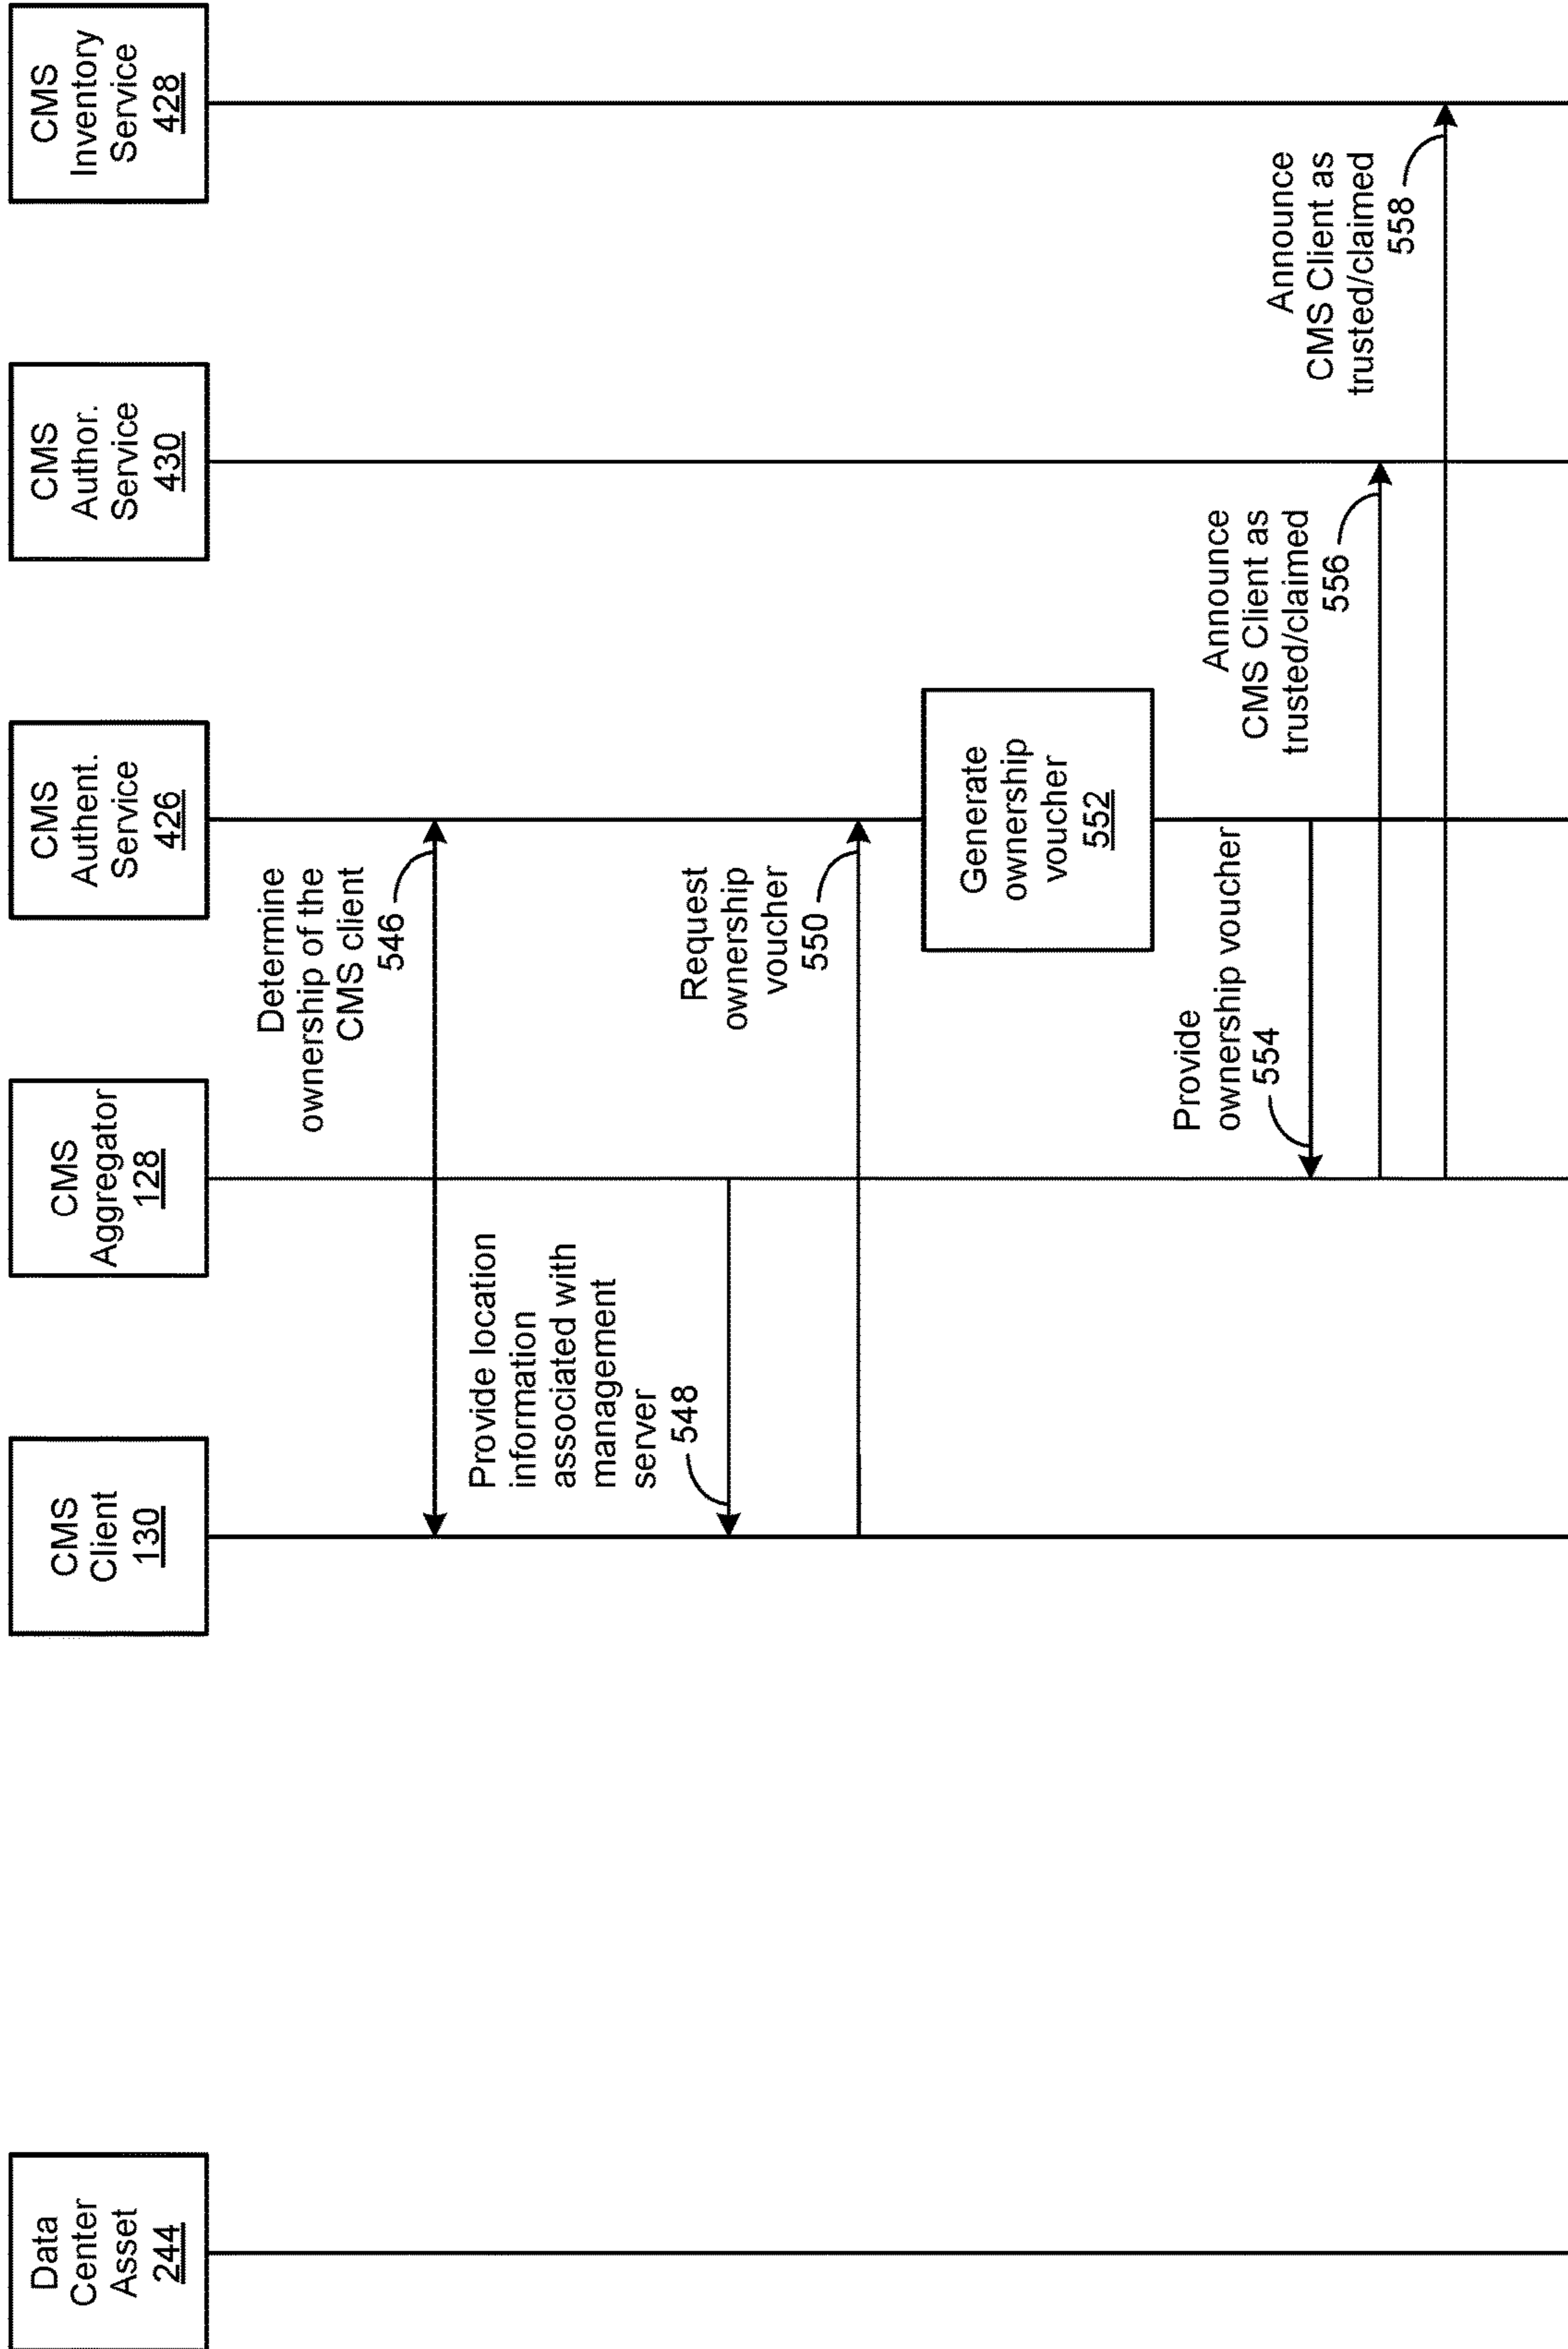 Data
Center
Asset
244
CMS
Client
130
CMS
Aggregator
128
CMS
Authent.
Service
426
CMS
Author.
Service
430
CMS
Inventory
Service
428
Determine
ownership of the
CMS client
546
Provide location
information
associated with
management
server
548
Request
ownership
voucher
550
Generate
ownership
voucher
552
Provide
ownership voucher
554
Announce
CMS Client as
trusted/claimed
556
Announce
CMS Client as
trusted/claimed
558